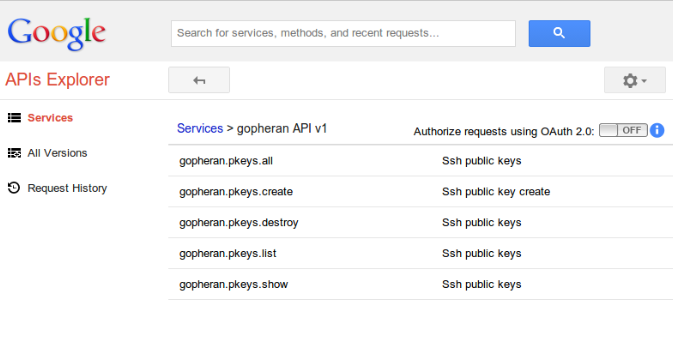 Google
Search for services, methods, and recent requests...
APIs Explorer
Services
All Versions
Request History
Services > gopheran API v1
Authorize requests using OAuth 2.0: OFF i
gopheran.pkeys.all Ssh public keys
gopheran.pkeys.create Ssh public key create
gopheran.pkeys.destroy Ssh public keys
gopheran.pkeys.list Ssh public keys
gopheran.pkeys.show Ssh public keys